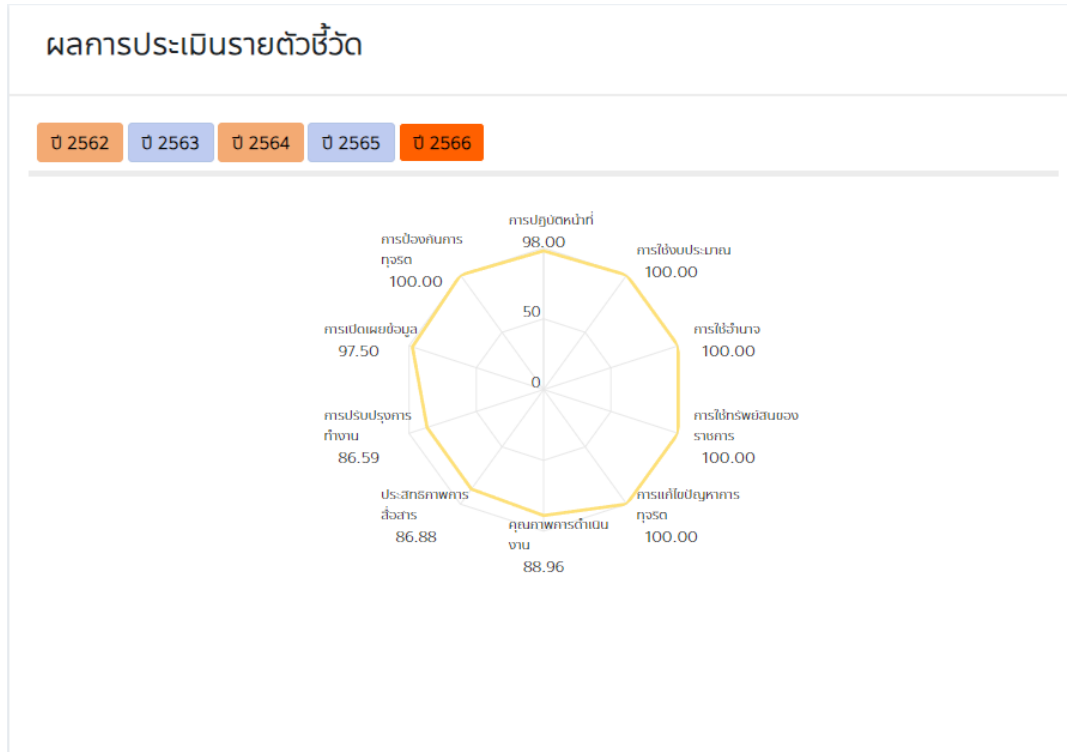 ผลการประเมินรายตัวชี้วัด
ปี 2562
ปี 2563
ปี 2564
ปี 2565
ปี 2566
การปฏิบัติหน้าที่
98.00
การใช้งบประมาณ
100.00
การใช้อำนาจ
100.00
การใช้ทรัพย์สินของ
ราชการ
100.00
การแก้ไขปัญหาการ
ทุจริต
100.00
คุณภาพการดำเนิน
งาน
88.96
ประสิทธิภาพการ
สื่อสาร
86.88
การปรับปรุงการ
ทำงาน
86.59
การเปิดเผยข้อมูล
97.50
การป้องกันการ
ทุจริต
100.00
50
0